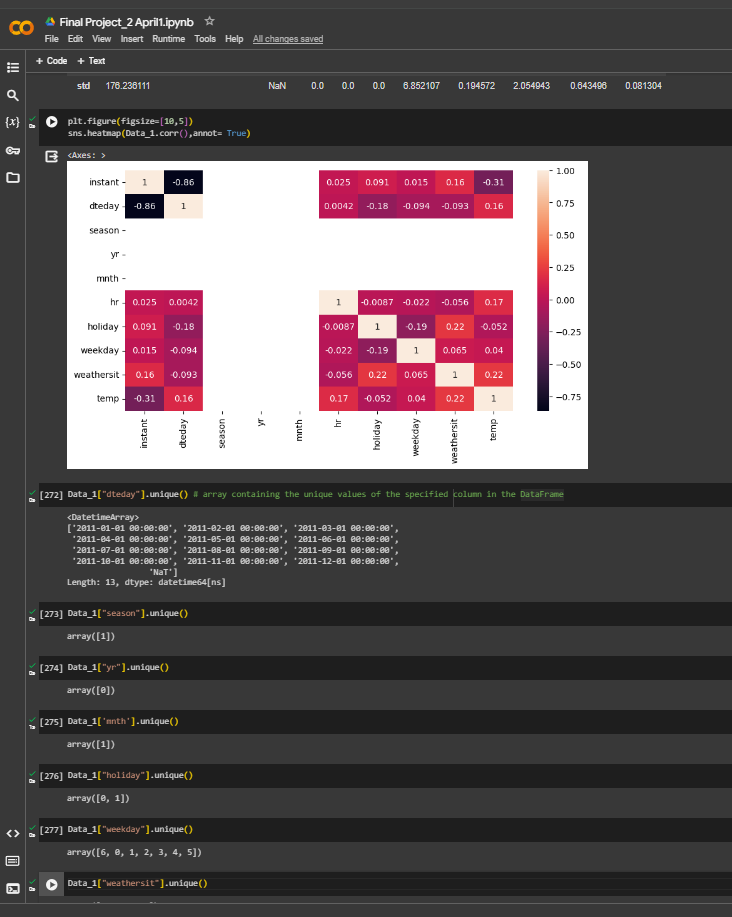 Final Project_2 April1.ipynb
File Edit View Insert Runtime Tools Help All changes saved
+ Code + Text
std 176.236111 NaN 0.0 0.0 0.0 6.852107 0.194572 2.054943 0.643496 0.081304
plt.figure(figsize=[10,5])
sns.heatmap(Data_1.corr(),annot= True)
<Axes: >
instant 1 -0.86 0.025 0.091 0.015 0.16 -0.31
dteday -0.86 1 0.0042 -0.18 -0.094 -0.093 0.16
season
yr
mnth
hr 0.025 0.0042 1 -0.0087 -0.022 -0.056 0.17
holiday 0.091 -0.18 -0.0087 1 -0.19 0.22 -0.052
weekday 0.015 -0.094 -0.022 -0.19 1 0.065 0.04
weathersit 0.16 -0.093 -0.056 0.22 0.065 1 0.22
temp -0.31 0.16 0.17 -0.052 0.04 0.22 1
instant dteday season yr mnth hr holiday weekday weathersit temp
1.00
0.75
0.50
0.25
0.00
-0.25
-0.50
-0.75
[272] Data_1["dteday"].unique() # array containing the unique values of the specified column in the DataFrame
<DatetimeArray>
['2011-01-01 00:00:00', '2011-02-01 00:00:00', '2011-03-01 00:00:00',
'2011-04-01 00:00:00', '2011-05-01 00:00:00', '2011-06-01 00:00:00',
'2011-07-01 00:00:00', '2011-08-01 00:00:00', '2011-09-01 00:00:00',
'2011-10-01 00:00:00', '2011-11-01 00:00:00', '2011-12-01 00:00:00',
'NaT']
Length: 13, dtype: datetime64[ns]
[273] Data_1["season"].unique()
array([1])
[274] Data_1["yr"].unique()
array([0])
[275] Data_1['mnth'].unique()
array([1])
[276] Data_1["holiday"].unique()
array([0, 1])
[277] Data_1["weekday"].unique()
array([6, 0, 1, 2, 3, 4, 5])
Data_1["weathersit"].unique()